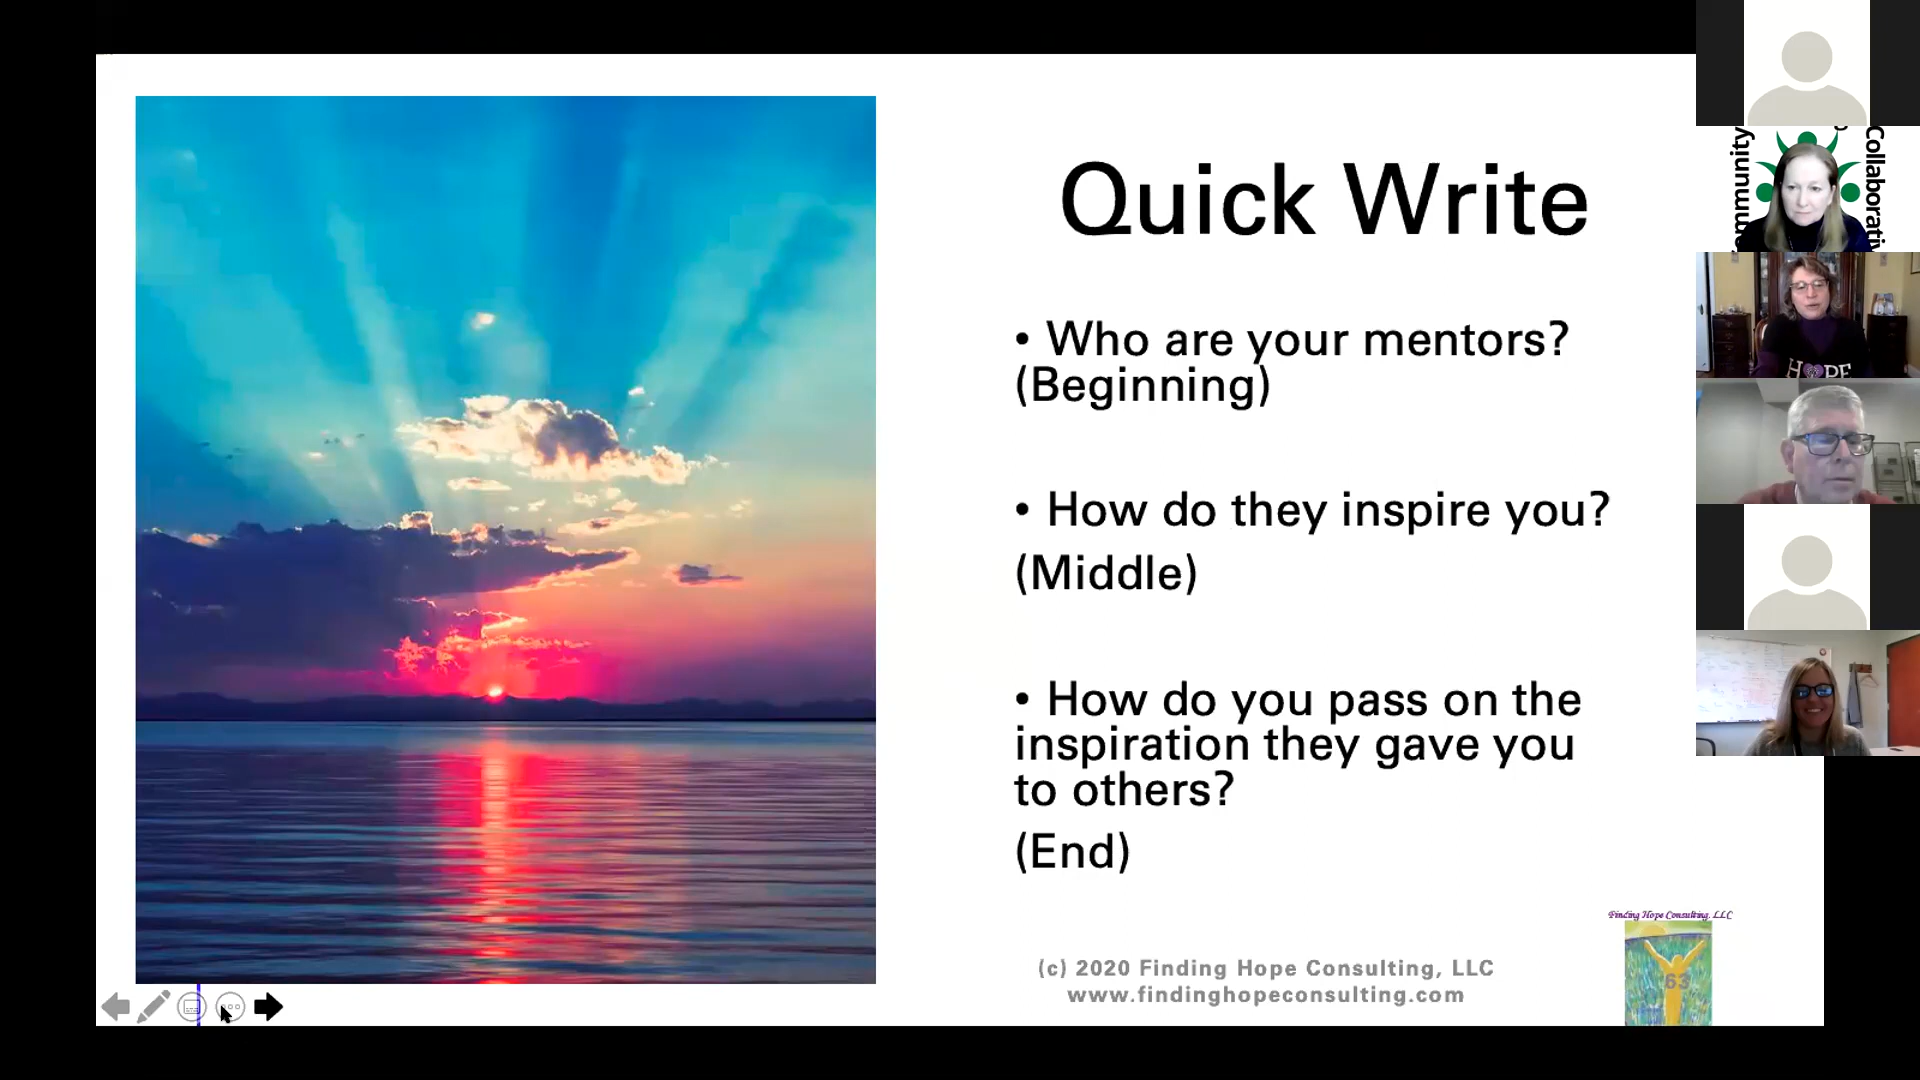 Quick Write
• Who are your mentors?
(Beginning)
• How do they inspire you?
(Middle)
• How do you pass on the
inspiration they gave you
to others?
(End)
(c) 2020 Finding Hope Consulting, LLC
www.findinghopeconsulting.com
Finding Hope Consulting, LLC
63
HOPE